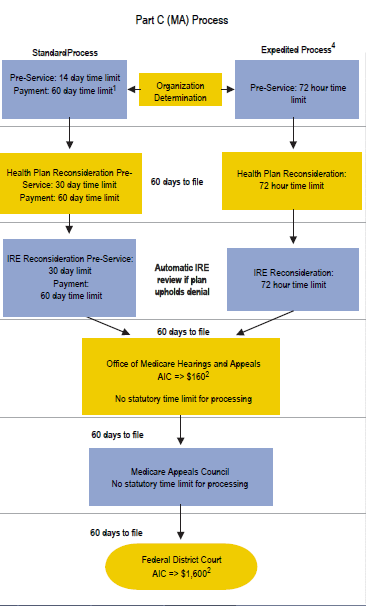 Part C (MA) Process
StandardProcess
Expedited Process4
Pre-Service: 14 day time limit
Payment: 60 day time limit1
Organization
Determination
Pre-Service: 72 hour time
limit
Health Plan Reconsideration Pre-
Service: 30 day time limit
Payment: 60 day time limit
60 days to file
Health Plan Reconsideration:
72 hour time limit
IRE Reconsideration Pre-Service:
30 day limit
Payment:
60 day time limit
Automatic IRE
review if plan
upholds denial
IRE Reconsideration:
72 hour time limit
60 days to file
Office of Medicare Hearings and Appeals
AIC => $1602
No statutory time limit for processing
60 days to file
Medicare Appeals Council
No statutory time limit for processing
60 days to file
Federal District Court
AIC => $1,6002